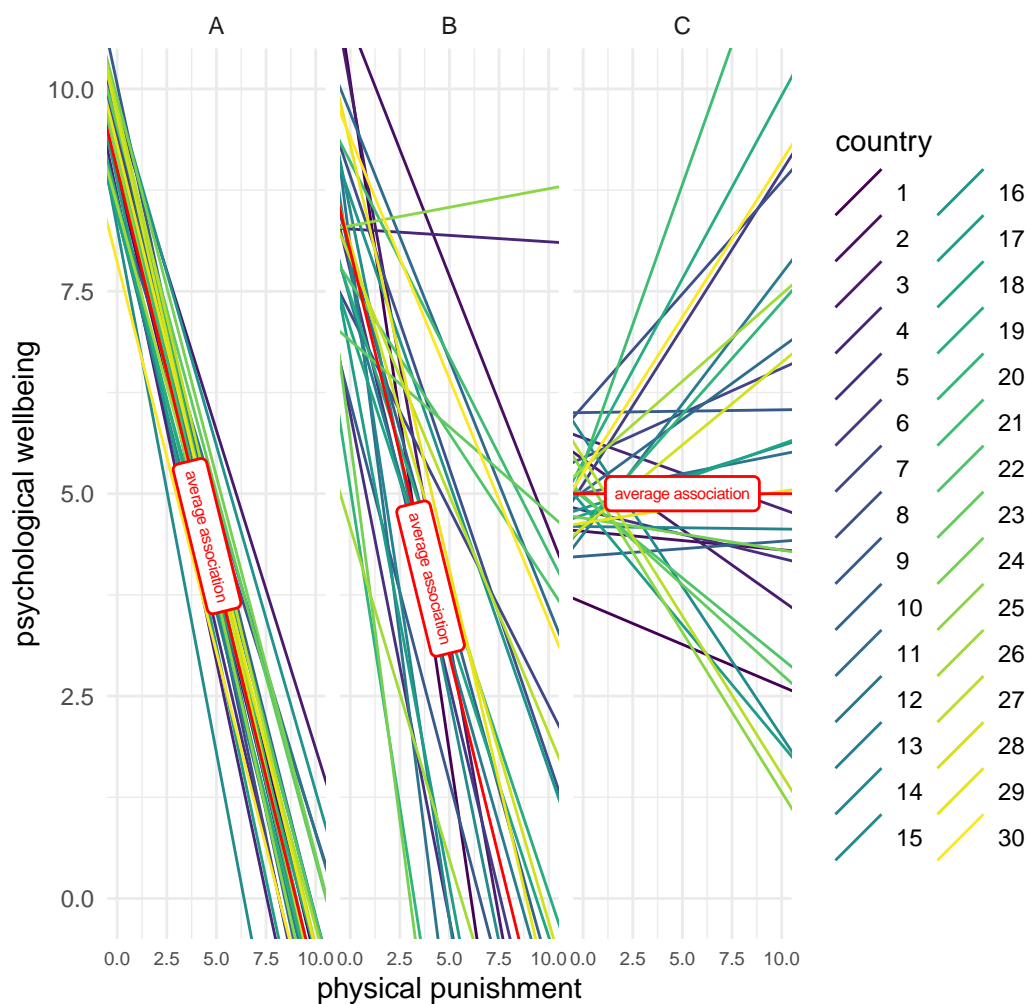 A B C
psychological wellbeing
10.0
7.5
5.0
2.5
0.0
average association
average association
average association
0.0 2.5 5.0 7.5 10.0 0.0 2.5 5.0 7.5 10.0 0.0 2.5 5.0 7.5 10.0
physical punishment
country
1 16
2 17
3 18
4 19
5 20
6 21
7 22
8 23
9 24
10 25
11 26
12 27
13 28
14 29
15 30